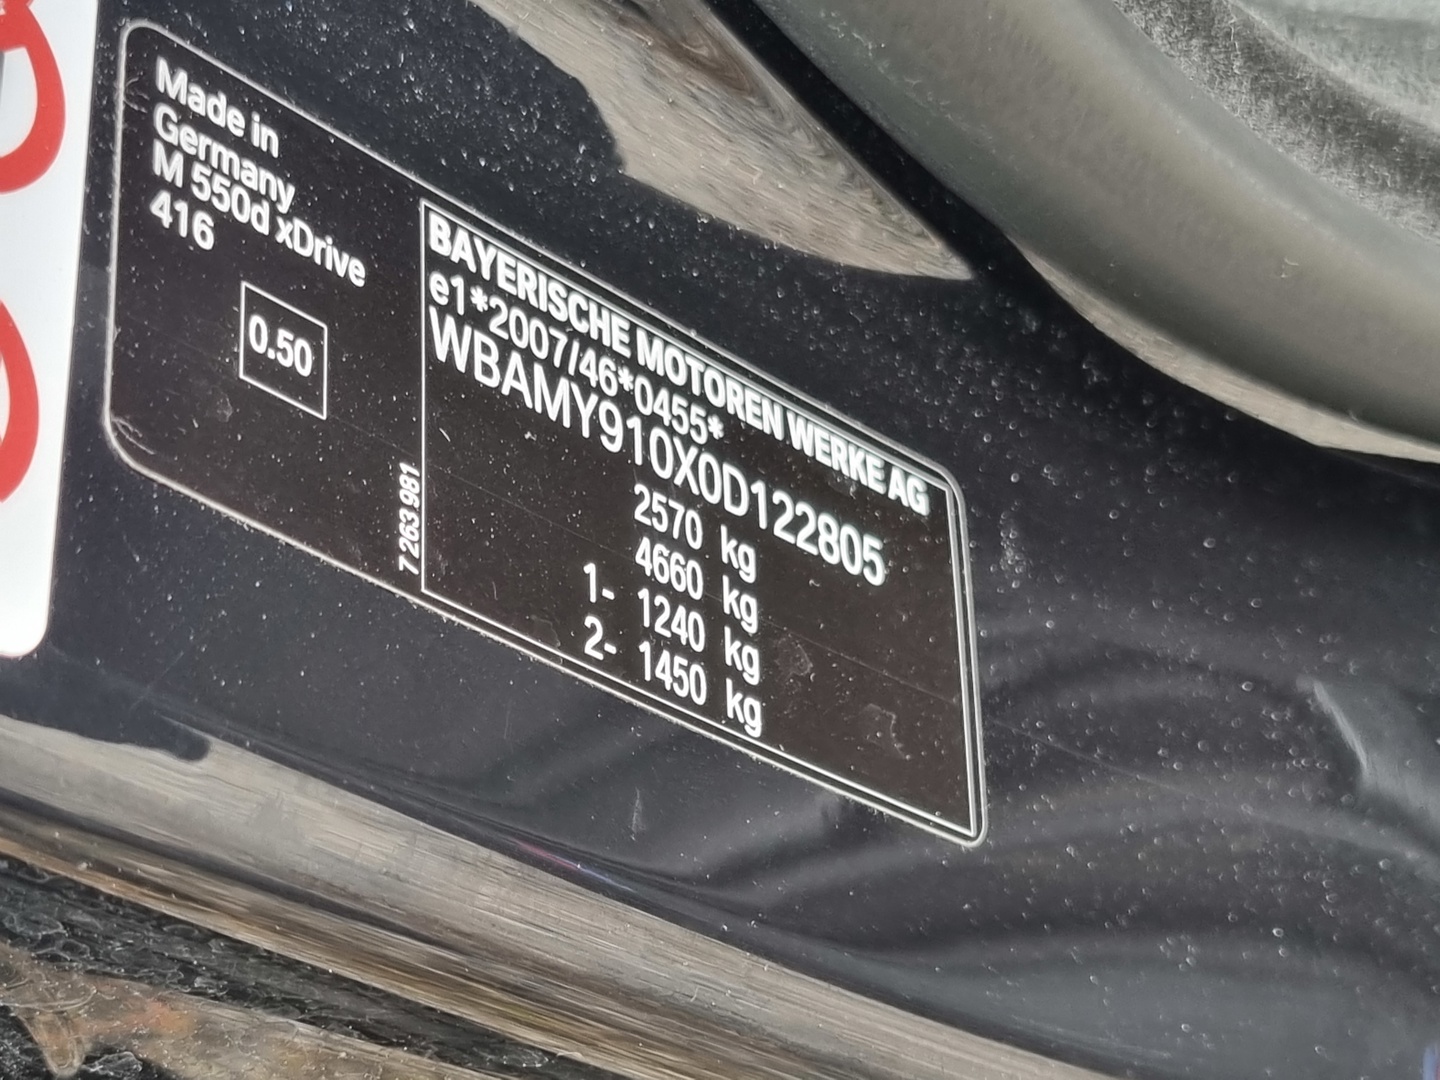 Made in
Germany
M 550d xDrive
416
0.50
7 263 981
BAYERISCHE MOTOREN WERKE AG
e1*2007/46*0455*
WBAMY910X0D122805
2570 kg
4660 kg
1- 1240 kg
2- 1450 kg